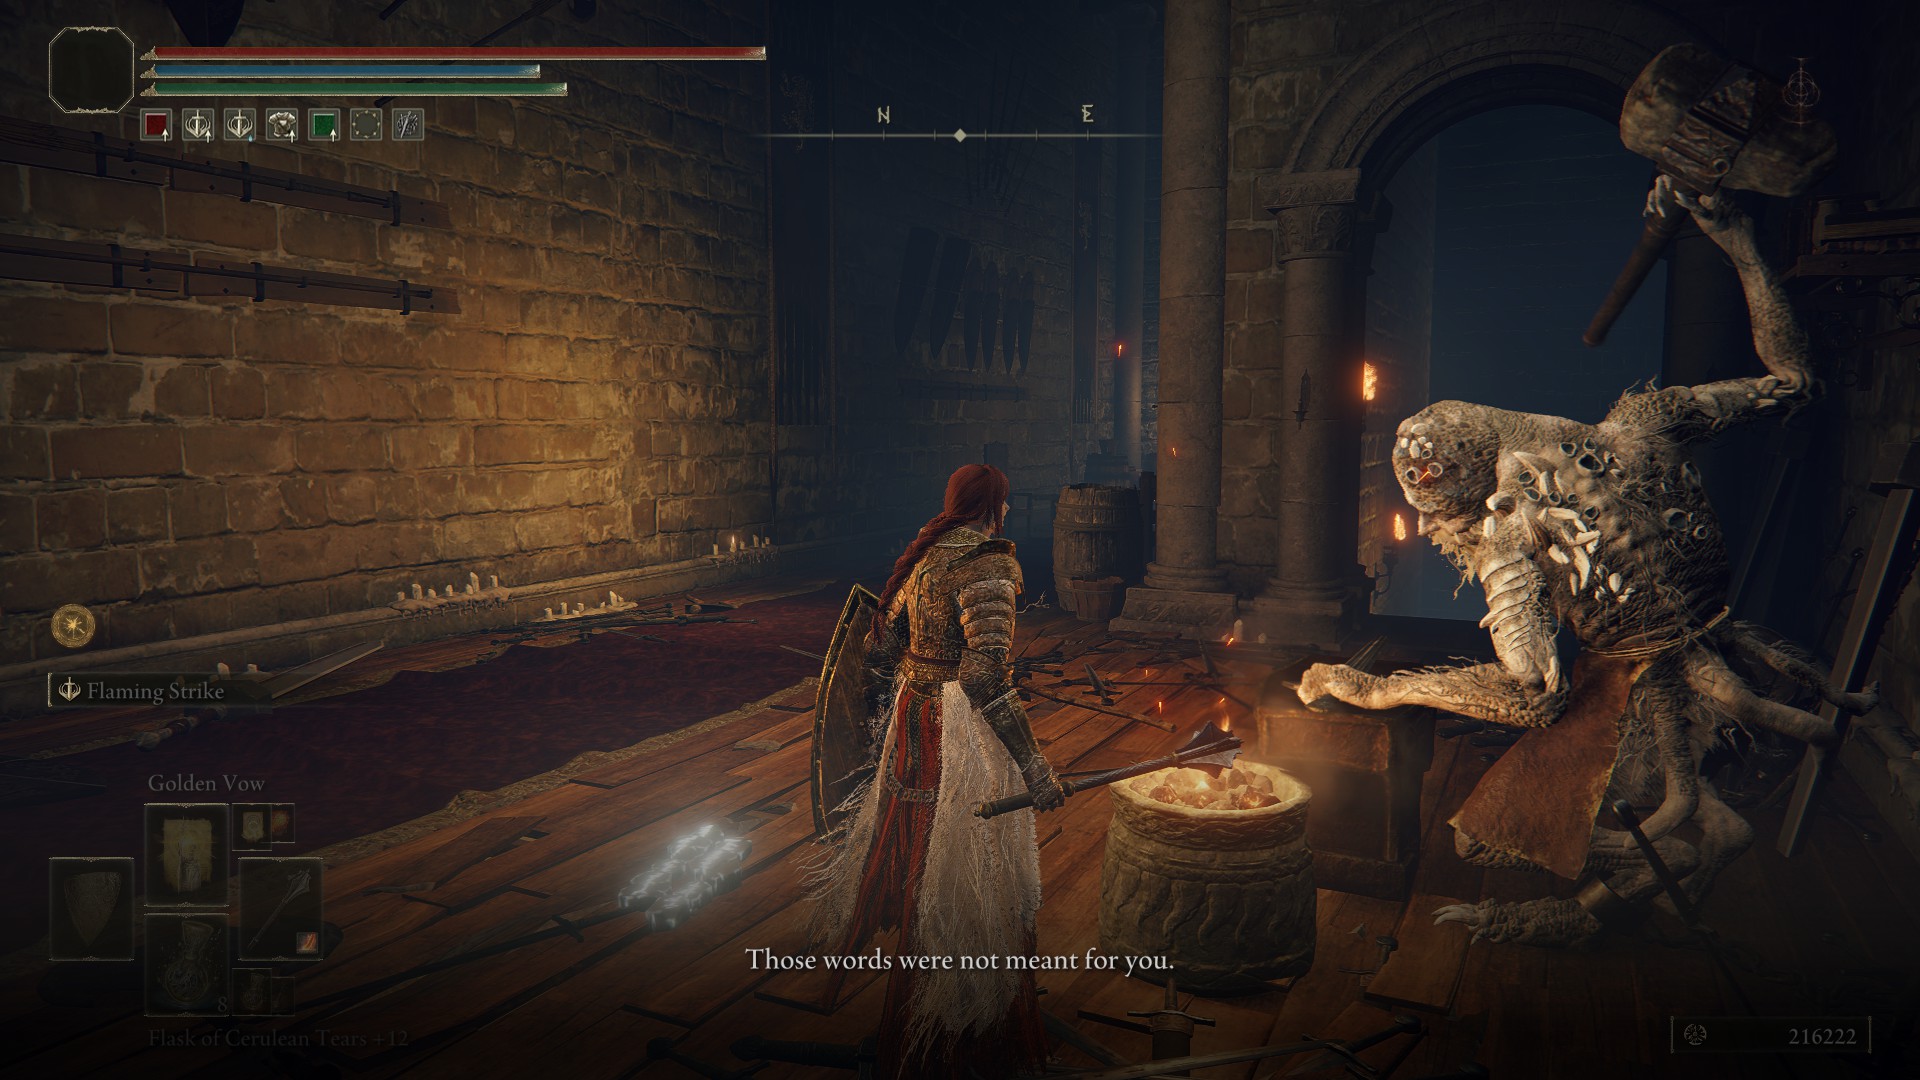 N
E
Flaming Strike
Golden Vow
8
Flask of Cerulean Tears +12
Those words were not meant for you.
216222